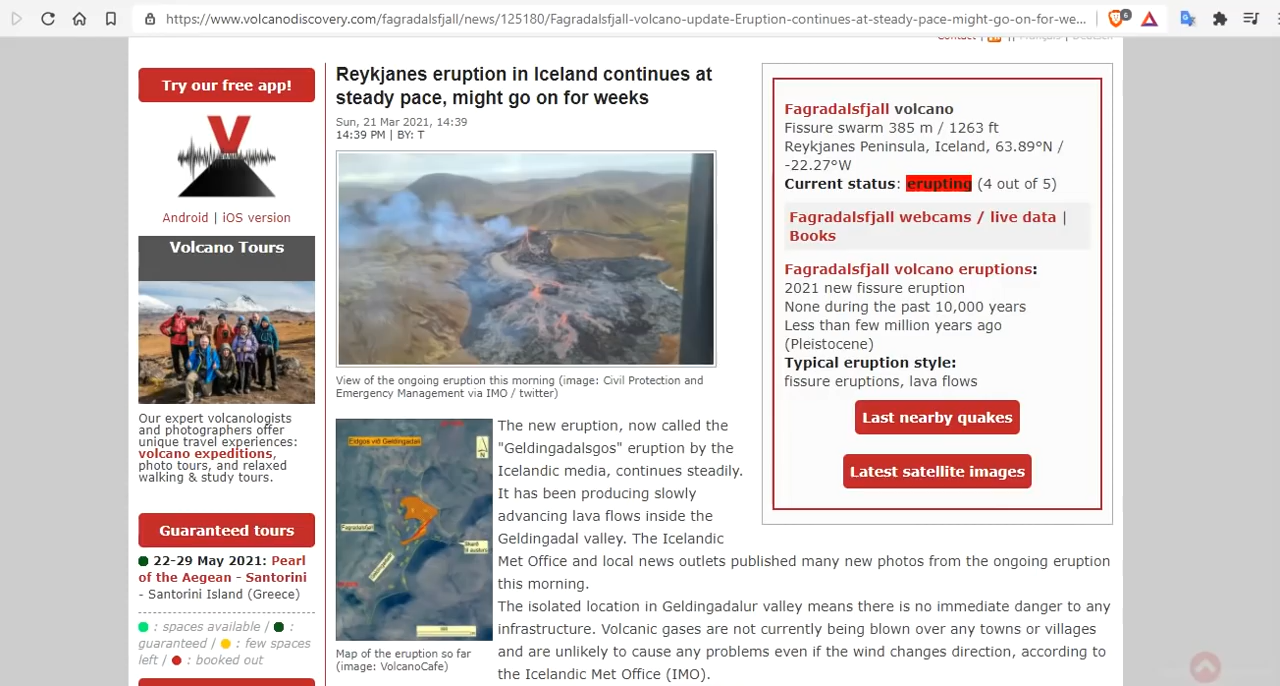 https://www.volcanodiscovery.com/fagradalsfjall/news/125180/Fagradalsfjall-volcano-update-Eruption-continues-at-steady-pace-might-go-on-for-we...
6
Contact | || Français | Deutsch
Try our free app!
Android | iOS version
Volcano Tours
Our expert volcanologists
and photographers offer
unique travel experiences:
volcano expeditions,
photo tours, and relaxed
walking & study tours.
Guaranteed tours
22-29 May 2021: Pearl
of the Aegean - Santorini
- Santorini Island (Greece)
: spaces available / :
guaranteed / : few spaces
left / : booked out
Reykjanes eruption in Iceland continues at
steady pace, might go on for weeks
Sun, 21 Mar 2021, 14:39
14:39 PM | BY: T
View of the ongoing eruption this morning (image: Civil Protection and
Emergency Management via IMO / twitter)
Eldgos við Geldingadali
N
Fagradalsfjall
Map of the eruption so far
(image: VolcanoCafe)
The new eruption, now called the
"Geldingadalsgos" eruption by the
Icelandic media, continues steadily.
It has been producing slowly
advancing lava flows inside the
Geldingadal valley. The Icelandic
Met Office and local news outlets published many new photos from the ongoing eruption
this morning.
The isolated location in Geldingadalur valley means there is no immediate danger to any
infrastructure. Volcanic gases are not currently being blown over any towns or villages
and are unlikely to cause any problems even if the wind changes direction, according to
the Icelandic Met Office (IMO).
Fagradalsfjall volcano
Fissure swarm 385 m / 1263 ft
Reykjanes Peninsula, Iceland, 63.89°N /
-22.27°W
Current status: erupting (4 out of 5)
Fagradalsfjall webcams / live data |
Books
Fagradalsfjall volcano eruptions:
2021 new fissure eruption
None during the past 10,000 years
Less than few million years ago
(Pleistocene)
Typical eruption style:
fissure eruptions, lava flows
Last nearby quakes
Latest satellite images